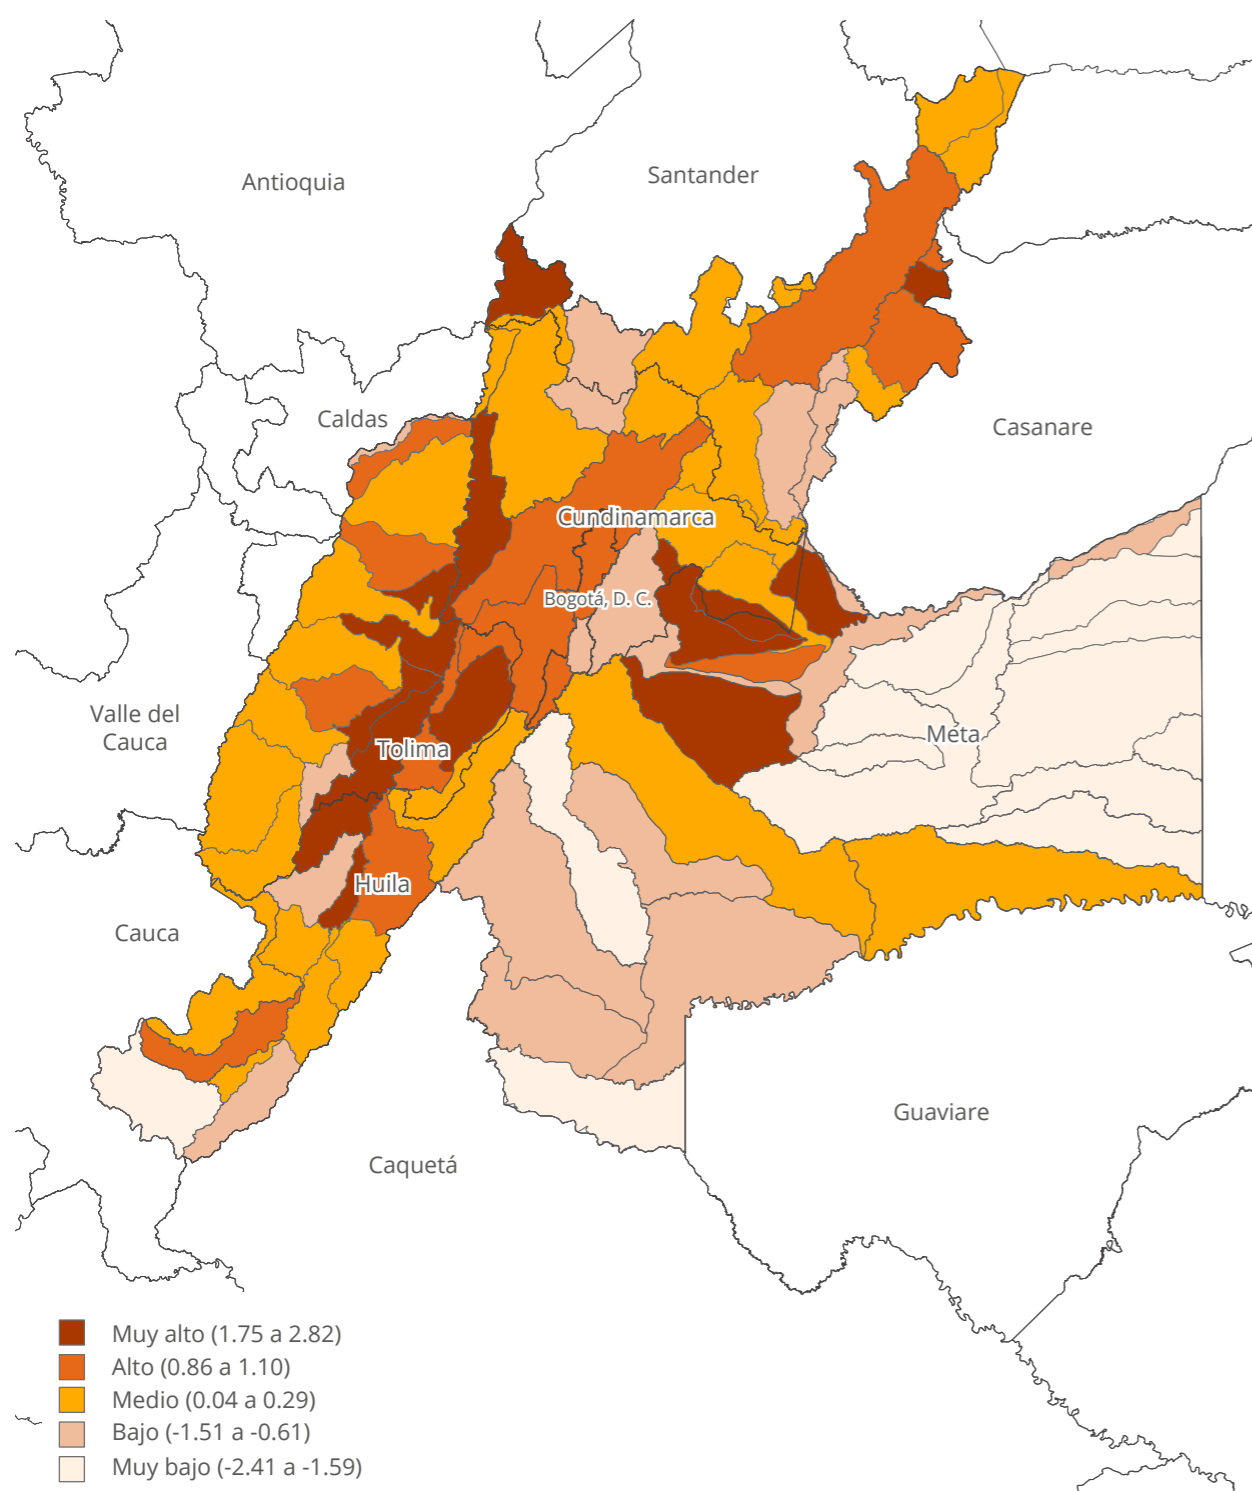 Antioquia
Santander
Caldas
Casanare
Cundinamarca
Bogotá, D. C.
Valle del
Cauca
Tolima
Meta
Huila
Cauca
Guaviare
Caquetá
Muy alto (1.75 a 2.82)
Alto (0.86 a 1.10)
Medio (0.04 a 0.29)
Bajo (-1.51 a -0.61)
Muy bajo (-2.41 a -1.59)